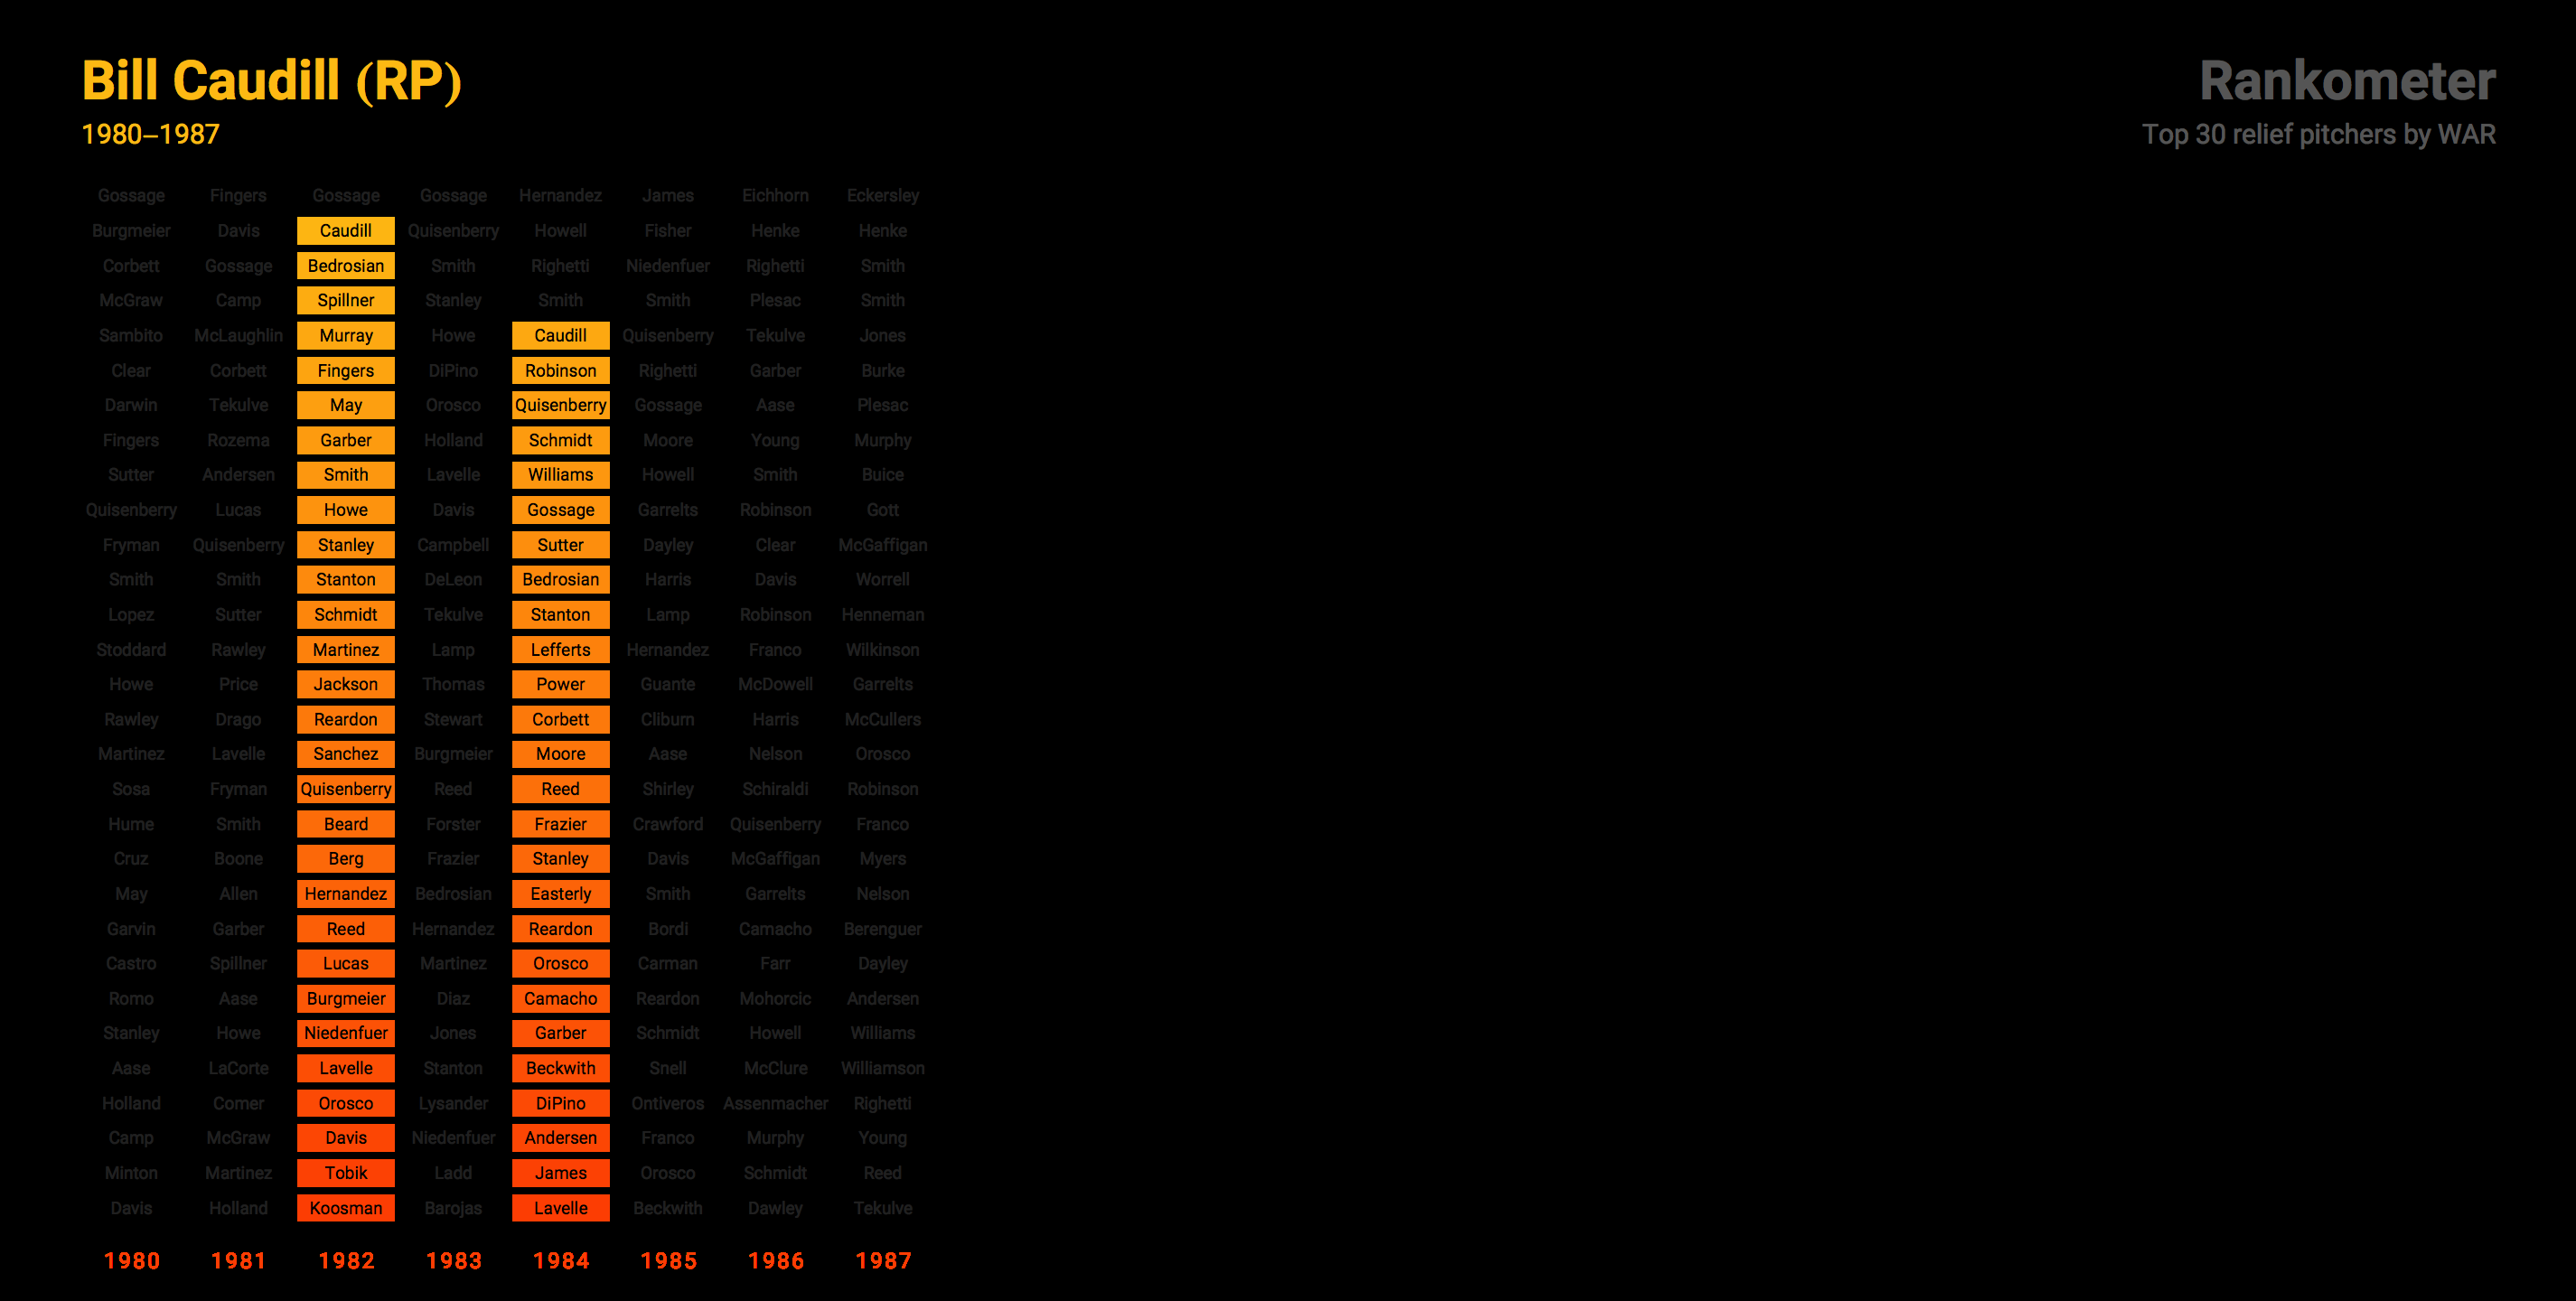 Bill Caudill (RP)
Rankometer
1980–1987
Top 30 relief pitchers by WAR
Gossage Fingers Gossage Gossage Hernandez James Eichhorn Eckersley
Burgmeier Davis Caudill Quisenberry Howell Fisher Henke Henke
Corbett Gossage Bedrosian Smith Righetti Niedenfuer Righetti Smith
McGraw Camp Spillner Stanley Smith Smith Plesac Smith
Sambito McLaughlin Murray Howe Caudill Quisenberry Tekulve Jones
Clear Corbett Fingers DiPino Robinson Righetti Garber Burke
Darwin Tekulve May Orosco Quisenberry Gossage Aase Plesac
Fingers Rozema Garber Holland Schmidt Moore Young Murphy
Sutter Andersen Smith Lavelle Williams Howell Smith Buice
Quisenberry Lucas Howe Davis Gossage Garrelts Robinson Gott
Fryman Quisenberry Stanley Campbell Sutter Dayley Clear McGaffigan
Smith Smith Stanton DeLeon Bedrosian Harris Davis Worrell
Lopez Sutter Schmidt Tekulve Stanton Lamp Robinson Henneman
Stoddard Rawley Martinez Lamp Lefferts Hernandez Franco Wilkinson
Howe Price Jackson Thomas Power Guante McDowell Garrelts
Rawley Drago Reardon Stewart Corbett Cliburn Harris McCullers
Martinez Lavelle Sanchez Burgmeier Moore Aase Nelson Orosco
Sosa Fryman Quisenberry Reed Reed Shirley Schiraldi Robinson
Hume Smith Beard Forster Frazier Crawford Quisenberry Franco
Cruz Boone Berg Frazier Stanley Davis McGaffigan Myers
May Allen Hernandez Bedrosian Easterly Smith Garrelts Nelson
Garvin Garber Reed Hernandez Reardon Bordi Camacho Berenguer
Castro Spillner Lucas Martinez Orosco Carman Farr Dayley
Romo Aase Burgmeier Diaz Camacho Reardon Mohorcic Andersen
Stanley Howe Niedenfuer Jones Garber Schmidt Howell Williams
Aase LaCorte Lavelle Stanton Beckwith Snell McClure Williamson
Holland Comer Orosco Lysander DiPino Ontiveros Assenmacher Righetti
Camp McGraw Davis Niedenfuer Andersen Franco Murphy Young
Minton Martinez Tobik Ladd James Orosco Schmidt Reed
Davis Holland Koosman Barojas Lavelle Beckwith Dawley Tekulve
1980 1981 1982 1983 1984 1985 1986 1987